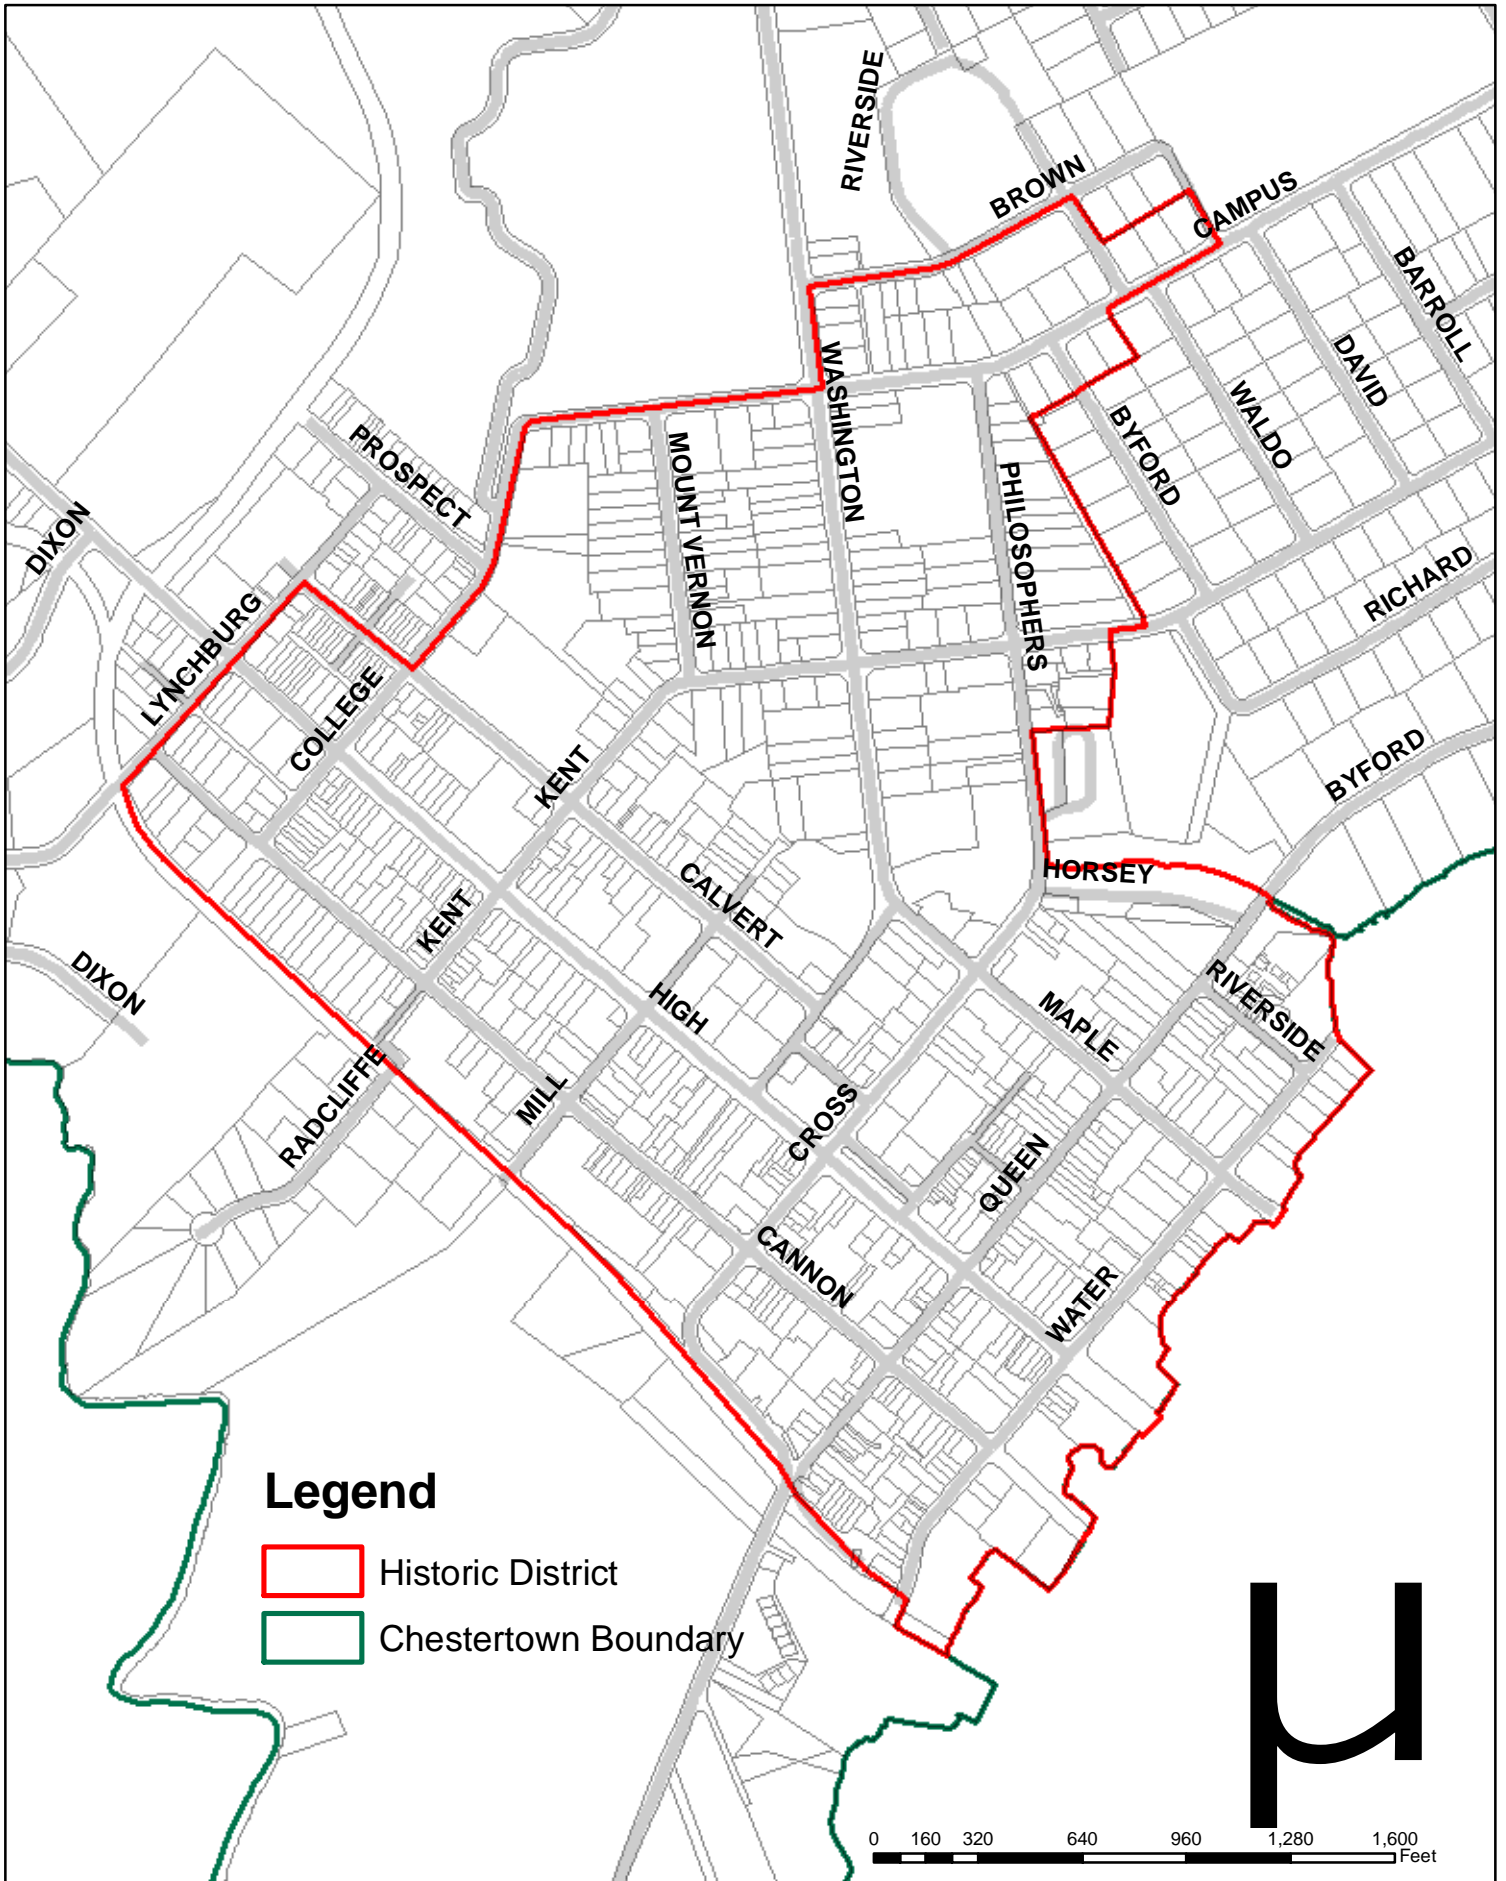 RIVERSIDE
BROWN
CAMPUS
BARROLL
DAVID
WALDO
BYFORD
WASHINGTON
MOUNT VERNON
PHILOSOPHERS
PROSPECT
DIXON
LYNCHBURG
COLLEGE
RICHARD
BYFORD
KENT
KENT
CALVERT
HORSEY
DIXON
HIGH
MAPLE
RIVERSIDE
RADCLIFFE
MILL
CROSS
QUEEN
CANNON
WATER
Legend
Historic District
Chestertown Boundary
µ
0 160 320 640 960 1,280 1,600
Feet